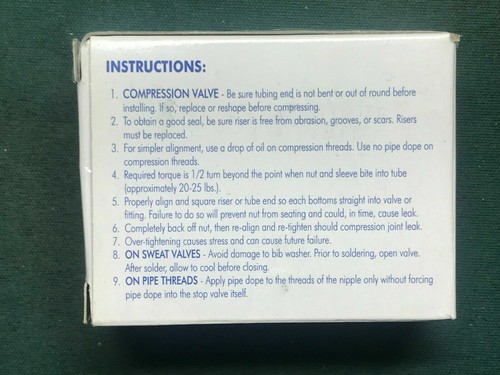 INSTRUCTIONS:
1. COMPRESSION VALVE - Be sure tubing end is not bent or out of round before
installing. If so, replace or reshape before compressing.
2. To obtain a good seal, be sure riser is free from abrasion, grooves, or scars. Risers
must be replaced.
3. For simpler alignment, use a drop of oil on compression threads. Use no pipe dope on
compression threads.
4. Required torque is 1/2 turn beyond the point when nut and sleeve bite into tube
(approximately 20-25 lbs.).
5. Properly align and square riser or tube end so each bottoms straight into valve or
fitting. Failure to do so will prevent nut from seating and could, in time, cause leak.
6. Completely back off nut, then re-align and re-tighten should compression joint leak.
7. Over-tightening causes stress and can cause future failure.
8. ON SWEAT VALVES - Avoid damage to bib washer. Prior to soldering, open valve.
After solder, allow to cool before closing.
9. ON PIPE THREADS - Apply pipe dope to the threads of the nipple only without forcing
pipe dope into the stop valve itself.